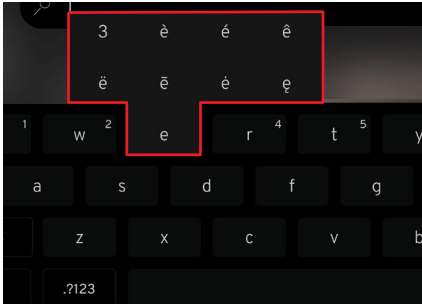 3 è é ê
ë ē ė ę
1 w 2 e r 4 t 5 y
a s d f g
z x c v b
.?123